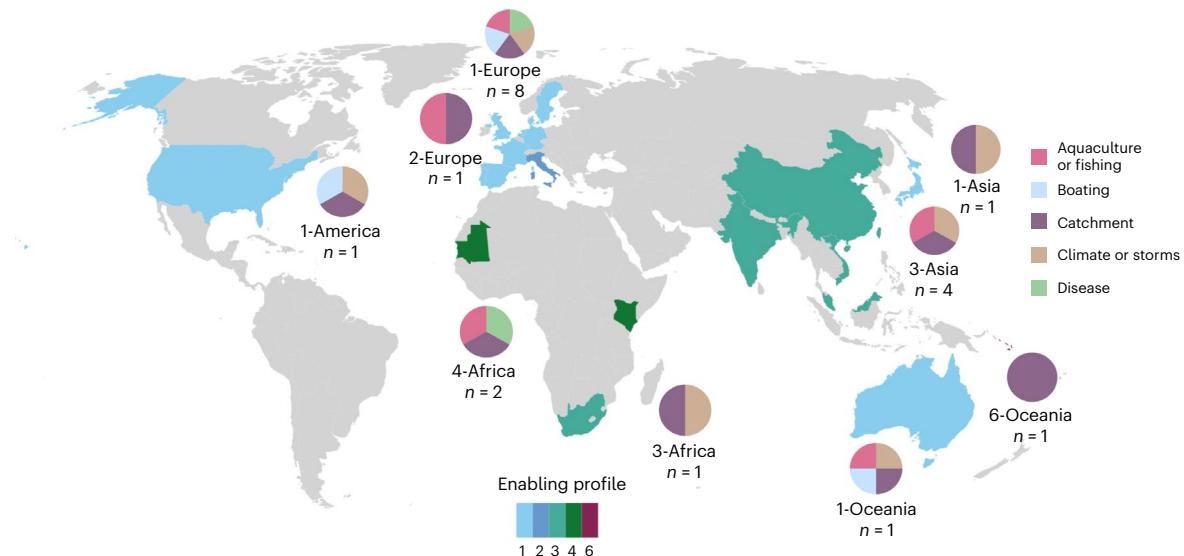 1-Europe
n = 8
2-Europe
n = 1
1-America
n = 1
4-Africa
n = 2
3-Africa
n = 1
1-Asia
n = 1
3-Asia
n = 4
6-Oceania
n = 1
1-Oceania
n = 1
Aquaculture
or fishing
Boating
Catchment
Climate or storms
Disease
Enabling profile
1 2 3 4 6